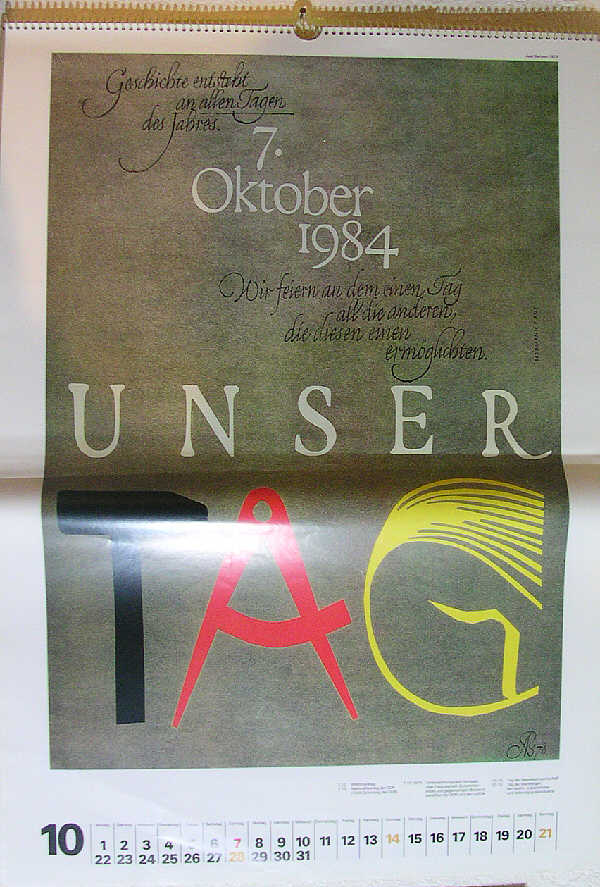 Geschichte entsteht
an allen Tagen
des Jahres.
7.
Oktober
1984
Wir feiern an dem einen Tag
all die anderen,
die diesen einen
ermöglichten.
UNSER
TAG
10
1 2 3 4 5 6 7 8 9 10 11 12 13 14 15 16 17 18 19 20 21
22 23 24 25 26 27 28 29 30 31